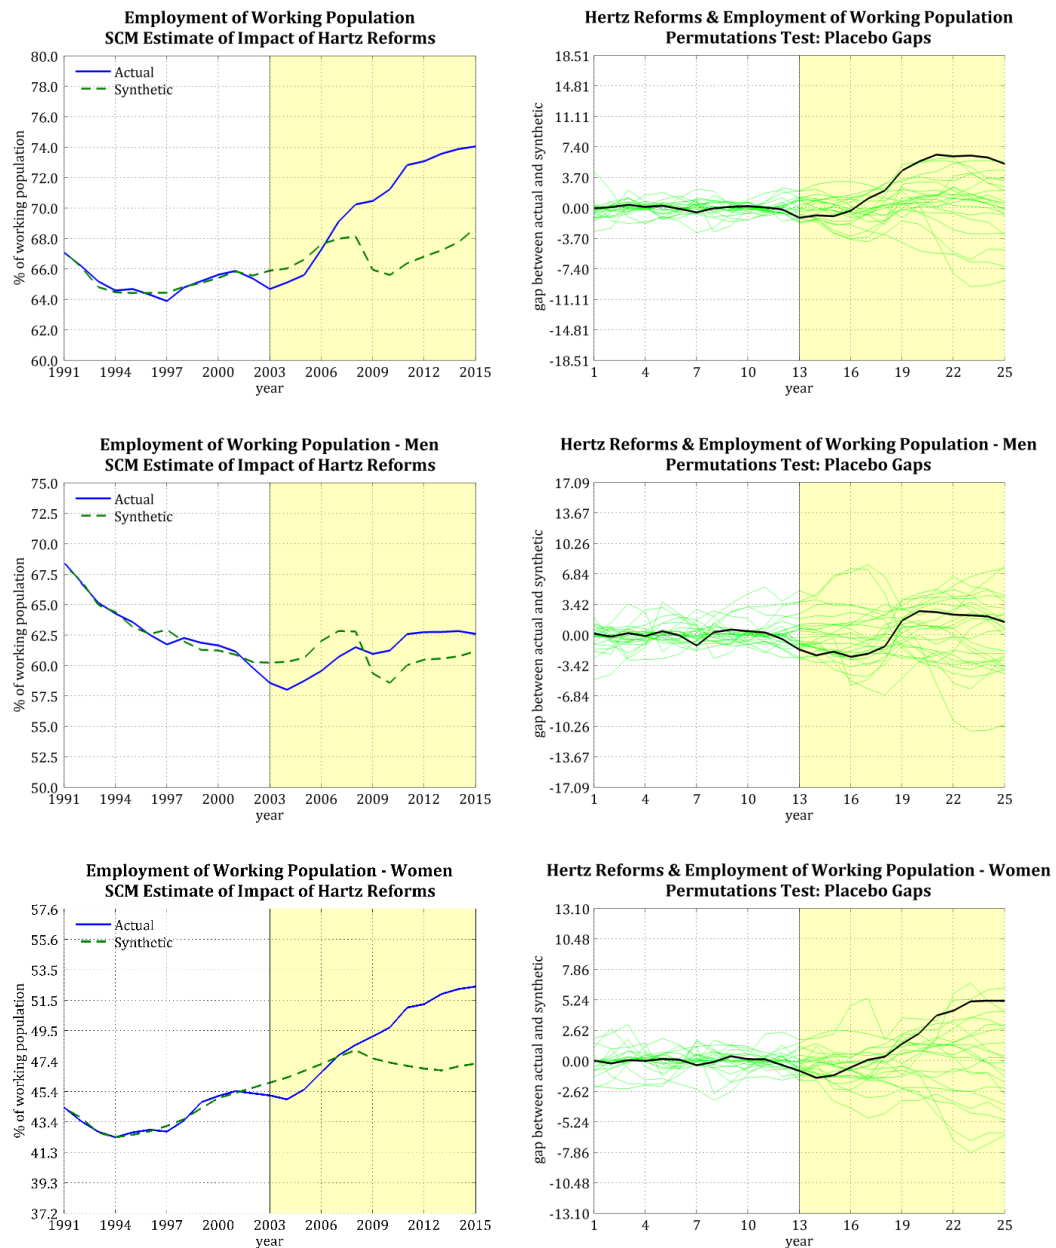 Employment of Working Population
SCM Estimate of Impact of Hartz Reforms
80.0
78.0
76.0
74.0
72.0
70.0
68.0
66.0
64.0
62.0
60.0
% of working population
Actual
Synthetic
1991 1994 1997 2000 2003 2006 2009 2012 2015
year
Hertz Reforms & Employment of Working Population
Permutations Test: Placebo Gaps
18.51
14.81
11.11
7.40
3.70
0.00
-3.70
-7.40
-11.11
-14.81
-18.51
gap between actual and synthetic
1 4 7 10 13 16 19 22 25
year
Employment of Working Population - Men
SCM Estimate of Impact of Hartz Reforms
75.0
72.5
70.0
67.5
65.0
62.5
60.0
57.5
55.0
52.5
50.0
% of working population
Actual
Synthetic
1991 1994 1997 2000 2003 2006 2009 2012 2015
year
Hertz Reforms & Employment of Working Population - Men
Permutations Test: Placebo Gaps
17.09
13.67
10.26
6.84
3.42
0.00
-3.42
-6.84
-10.26
-13.67
-17.09
gap between actual and synthetic
1 4 7 10 13 16 19 22 25
year
Employment of Working Population - Women
SCM Estimate of Impact of Hartz Reforms
57.6
55.6
53.5
51.5
49.5
47.4
45.4
43.4
41.3
39.3
37.2
% of working population
Actual
Synthetic
1991 1994 1997 2000 2003 2006 2009 2012 2015
year
Hertz Reforms & Employment of Working Population - Women
Permutations Test: Placebo Gaps
13.10
10.48
7.86
5.24
2.62
0.00
-2.62
-5.24
-7.86
-10.48
-13.10
gap between actual and synthetic
1 4 7 10 13 16 19 22 25
year